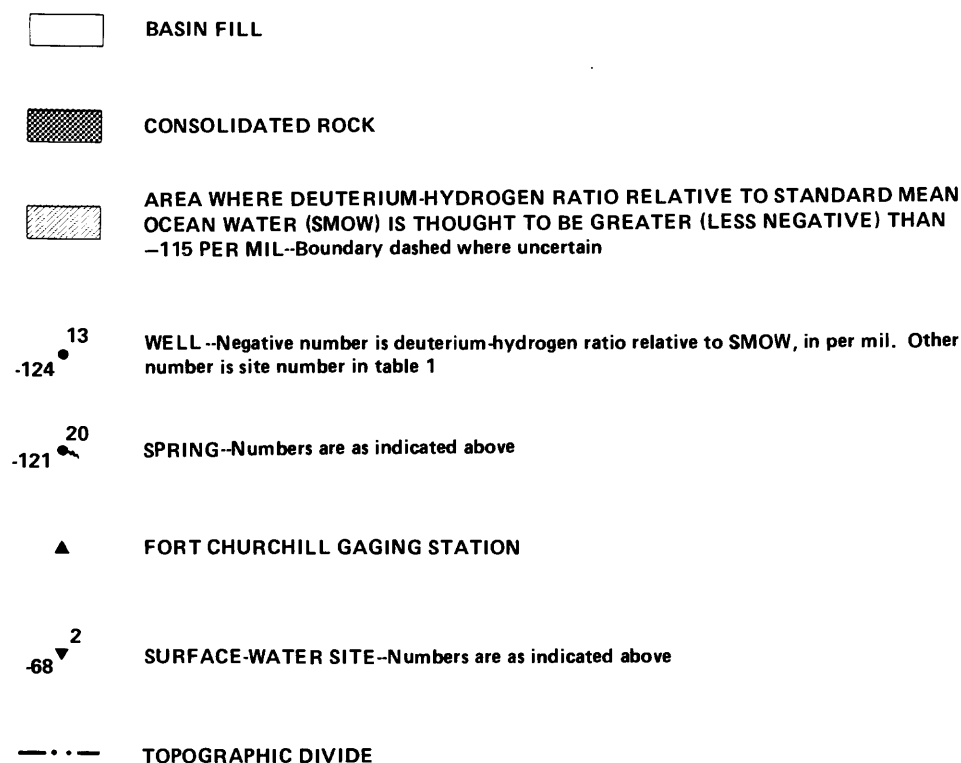 BASIN FILL
CONSOLIDATED ROCK
AREA WHERE DEUTERIUM-HYDROGEN RATIO RELATIVE TO STANDARD MEAN
OCEAN WATER (SMOW) IS THOUGHT TO BE GREATER (LESS NEGATIVE) THAN
—115 PER MIL--Boundary dashed where uncertain
13
-124
WELL--Negative number is deuterium-hydrogen ratio relative to SMOW, in per mil. Other
number is site number in table 1
20
-121
SPRING--Numbers are as indicated above
FORT CHURCHILL GAGING STATION
2
-68
SURFACE-WATER SITE--Numbers are as indicated above
TOPOGRAPHIC DIVIDE